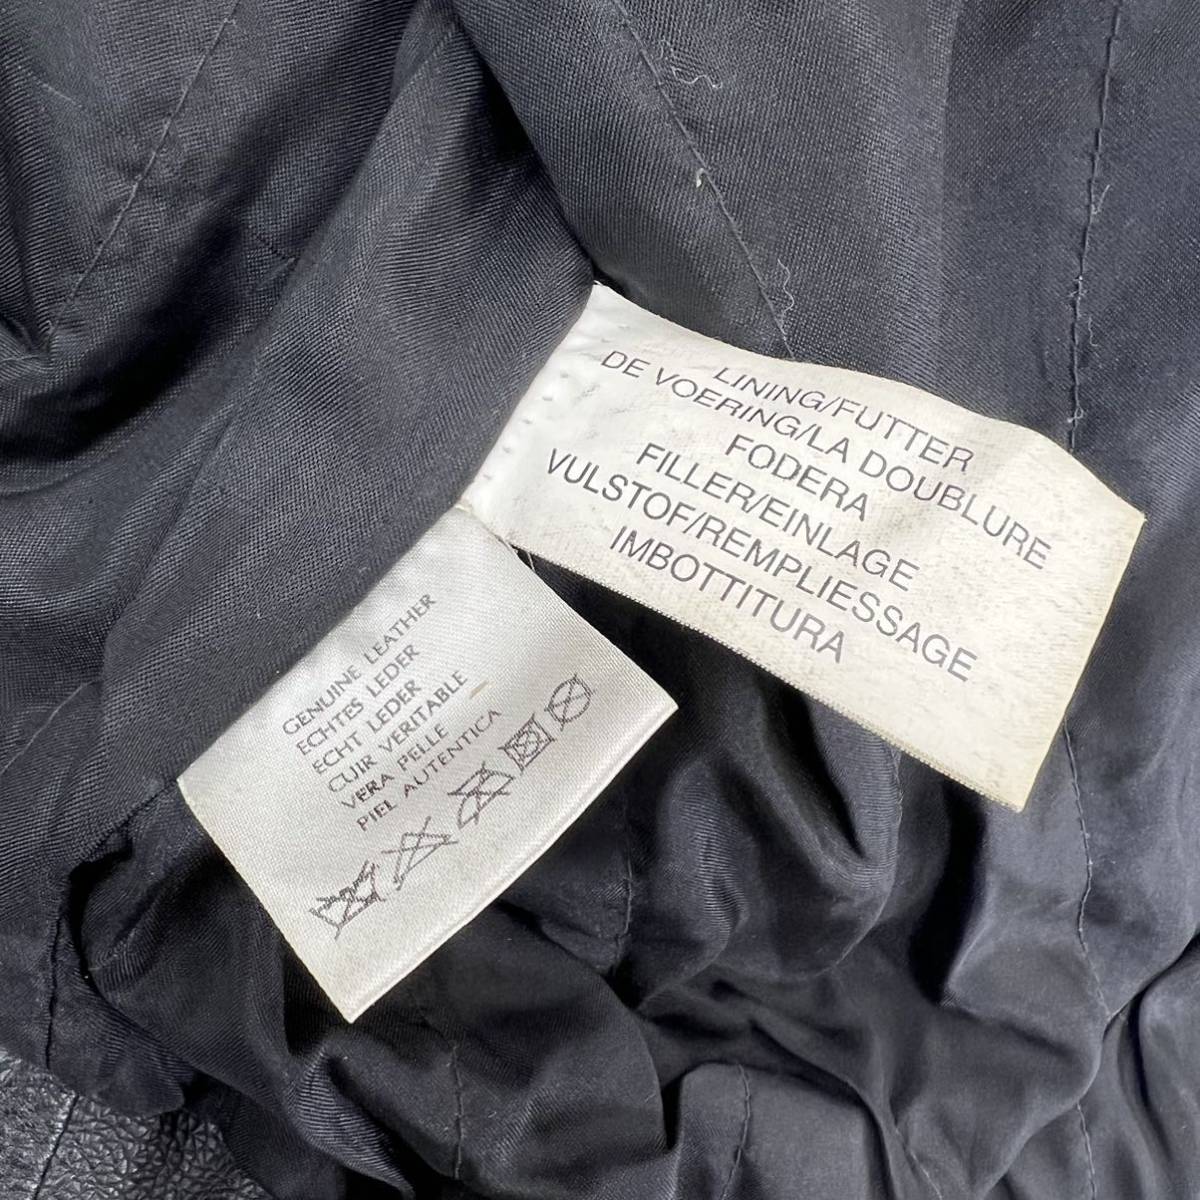 LINING/FUTTER
DE VOERING/LA DOUBLURE
FODERA
FILLER/EINLAGE
VULSTOF/REMPLIESSAGE
IMBOTTITURA
GENUINE LEATHER
ECHTES LEDER
ECHT LEDER
CUIR VERITABLE
VERA PELLE
PIEL AUTENTICA